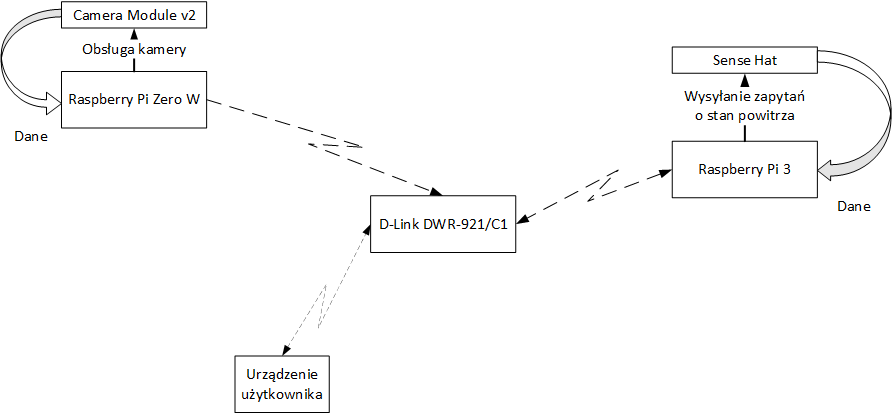 Camera Module v2
Obsługa kamery
Raspberry Pi Zero W
Dane
Sense Hat
Wysyłanie zapytań
o stan powitrza
Raspberry Pi 3
Dane
D-Link DWR-921/C1
Urządzenie
użytkownika